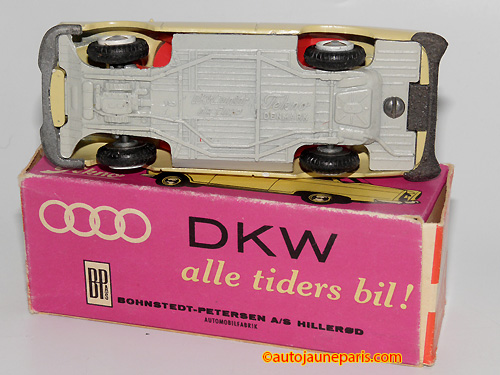 DKW
alle tiders bil!
BP
BOHNSTEDT-PETERSEN A/S HILLERØD
AUTOMOBILFABRIK
©autojauneparis.com